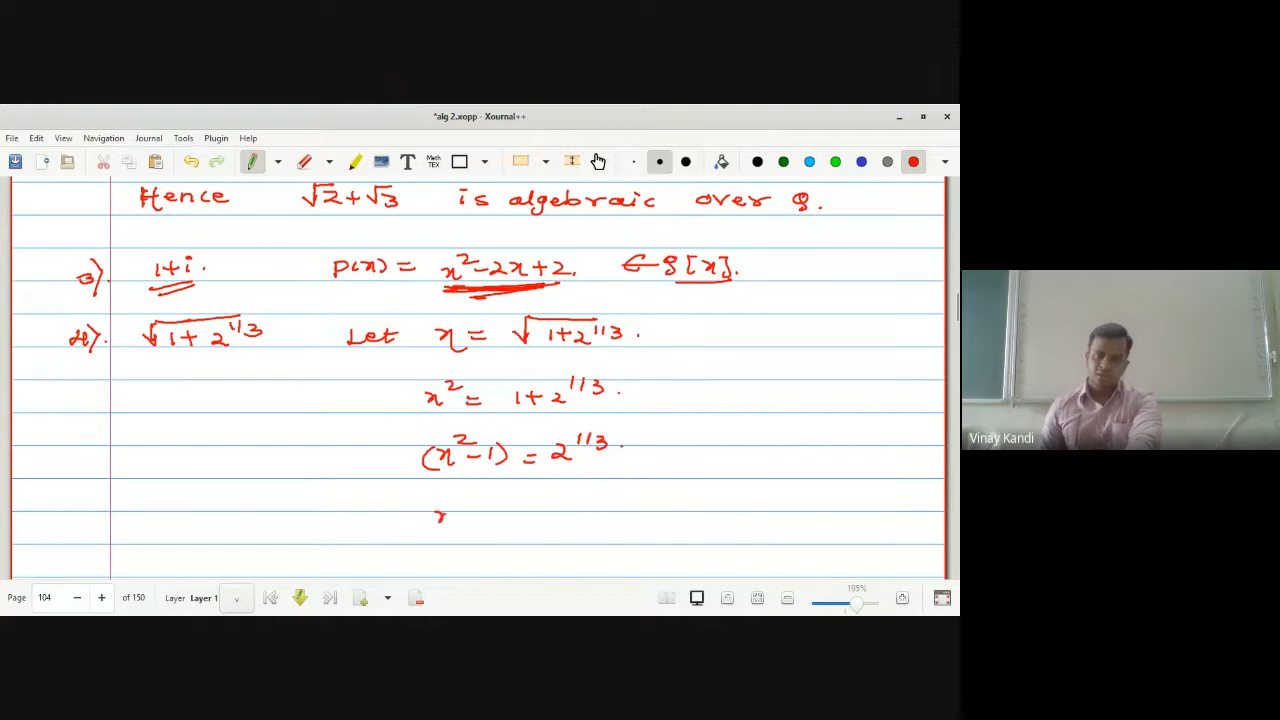 *alg 2.xopp - Xournal++
File Edit View Navigation Journal Tools Plugin Help
Hence √2+√3 is algebraic over Q.
3). 1+i. p(x) = x²-2x+2. ∈ Q[x].
4). √1+2^1/3 Let x = √1+2^1/3.
x² = 1+2^1/3.
(x²-1) = 2^1/3.
x
Vinay Kandi
Page 104 of 150 Layer Layer 1 195%